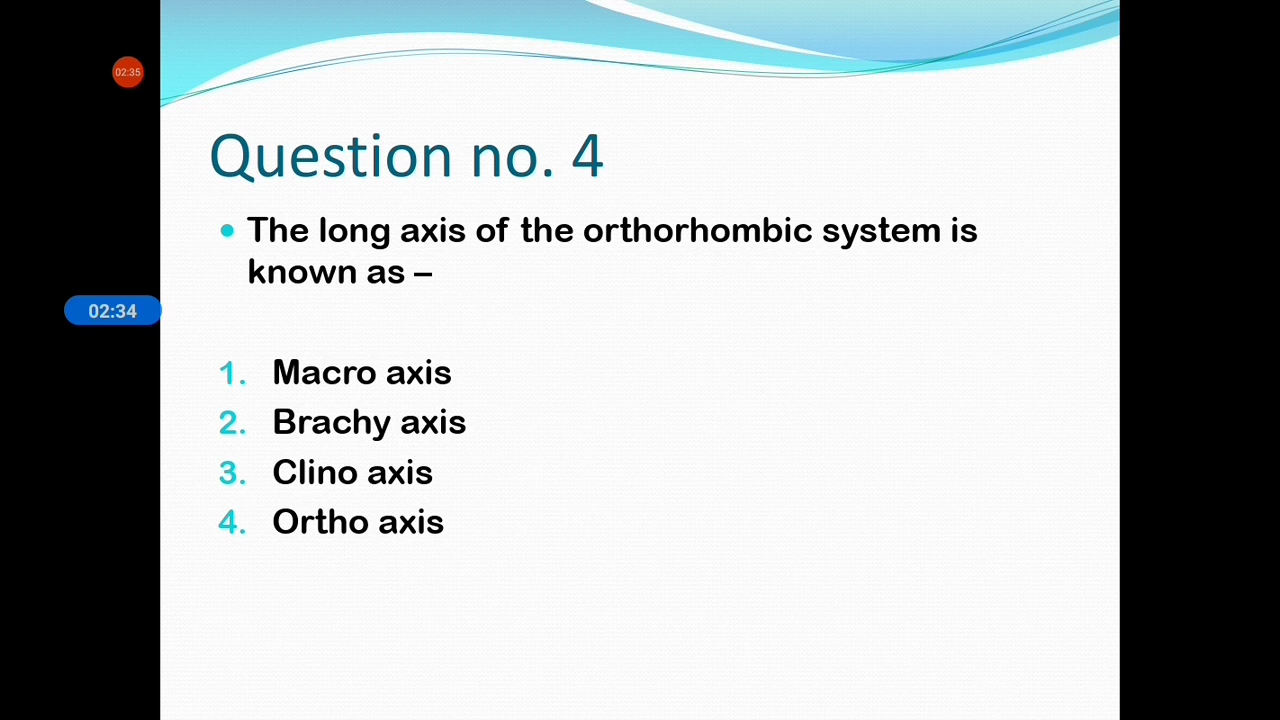 02:35
Question no. 4
The long axis of the orthorhombic system is
known as –
02:34
1. Macro axis
2. Brachy axis
3. Clino axis
4. Ortho axis